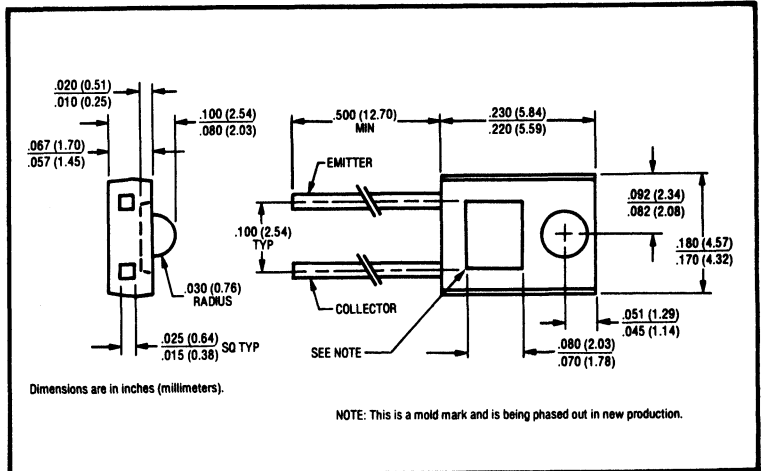 .020 (0.51)
.010 (0.25)
.100 (2.54)
.080 (2.03)
.067 (1.70)
.057 (1.45)
.030 (0.76)
RADIUS
.025 (0.64)
.015 (0.38)
SQ TYP
.500 (12.70)
MIN
.230 (5.84)
.220 (5.59)
EMITTER
.100 (2.54)
TYP
COLLECTOR
SEE NOTE
.092 (2.34)
.082 (2.08)
.180 (4.57)
.170 (4.32)
.051 (1.29)
.045 (1.14)
.080 (2.03)
.070 (1.78)
Dimensions are in inches (millimeters).
NOTE: This is a mold mark and is being phased out in new production.